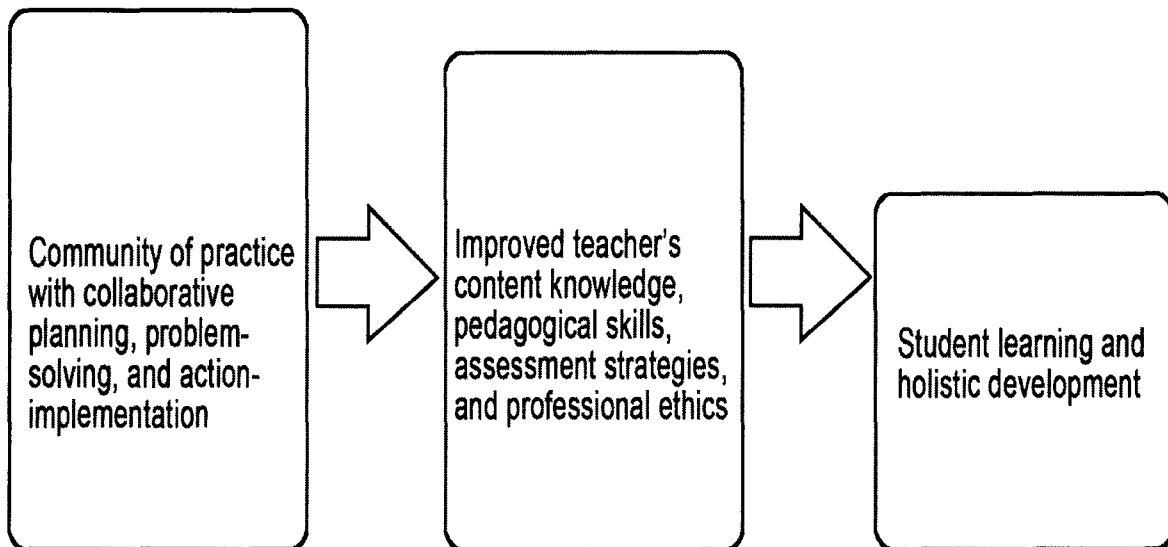 Community of practice
with collaborative
planning, problem-
solving, and action-
implementation
Improved teacher's
content knowledge,
pedagogical skills,
assessment strategies,
and professional ethics
Student learning and
holistic development